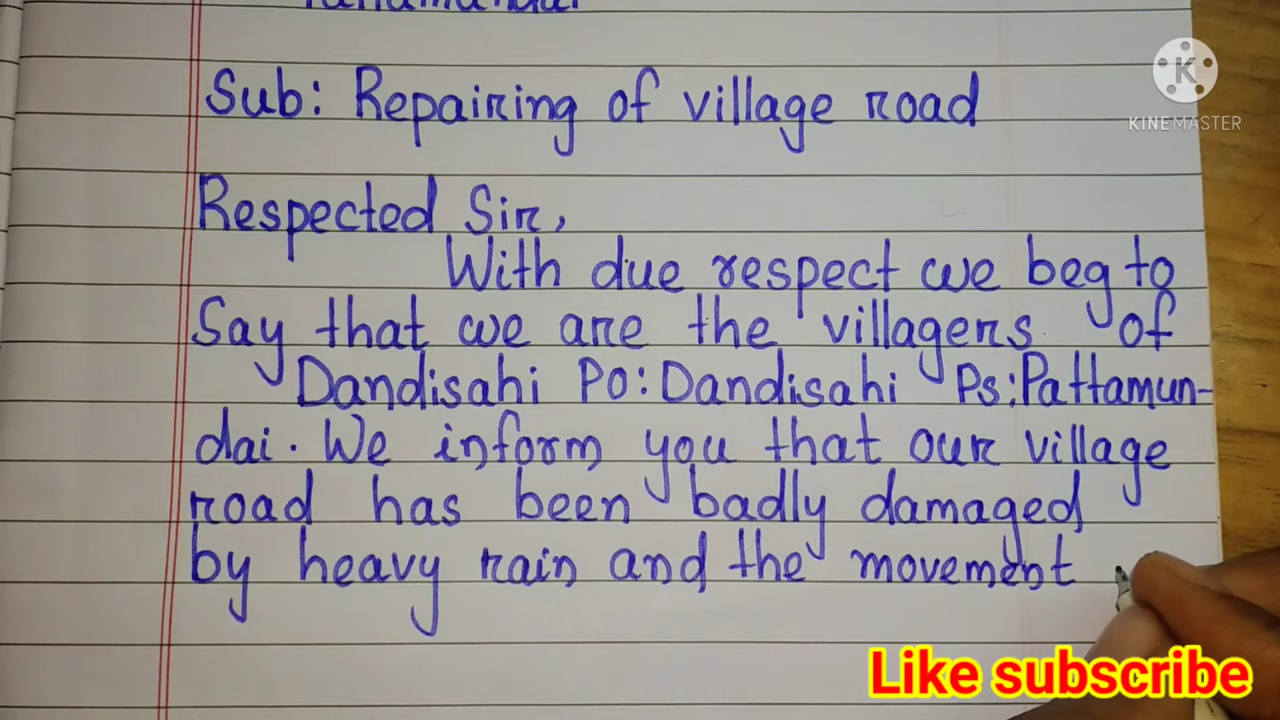 Sub: Repairing of village road
Respected Sir,
With due respect we beg to
Say that we are the villagers of
Dandisahi Po: Dandisahi Ps: Pattamun-
dai. We inform you that our village
road has been badly damaged
by heavy rain and the movement
K
KINEMASTER
Like subscribe